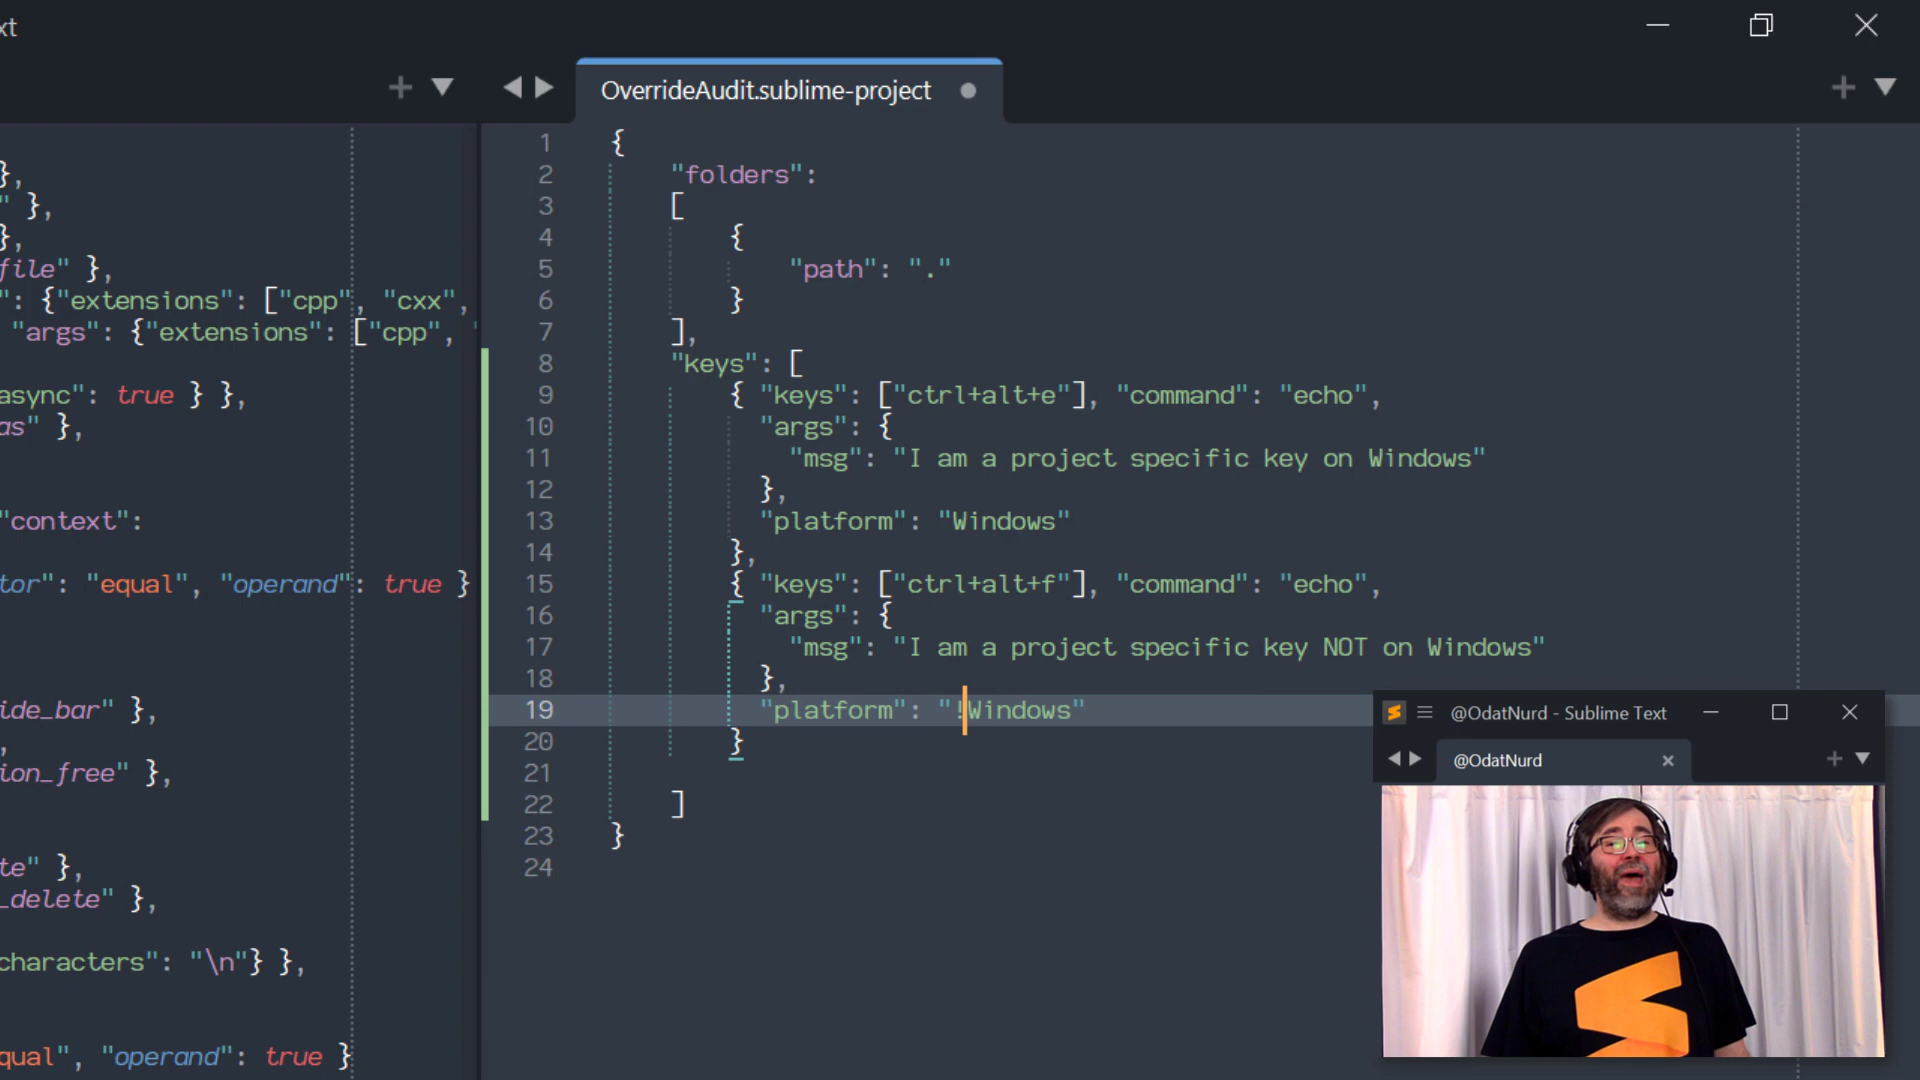 xt
OverrideAudit.sublime-project
},
" },
},
file" },
": {"extensions": ["cpp", "cxx",
"args": {"extensions": ["cpp", "
async": true } },
as" },
"context":
tor": "equal", "operand": true }
ide_bar" },
,
ion_free" },
te" },
_delete" },
characters": "\n"} },
qual", "operand": true }
1 {
2 "folders":
3 [
4 {
5 "path": "."
6 }
7 ],
8 "keys": [
9 { "keys": ["ctrl+alt+e"], "command": "echo",
10 "args": {
11 "msg": "I am a project specific key on Windows"
12 },
13 "platform": "Windows"
14 },
15 { "keys": ["ctrl+alt+f"], "command": "echo",
16 "args": {
17 "msg": "I am a project specific key NOT on Windows"
18 },
19 "platform": "!Windows"
20 }
21
22 ]
23 }
24
@OdatNurd - Sublime Text
@OdatNurd